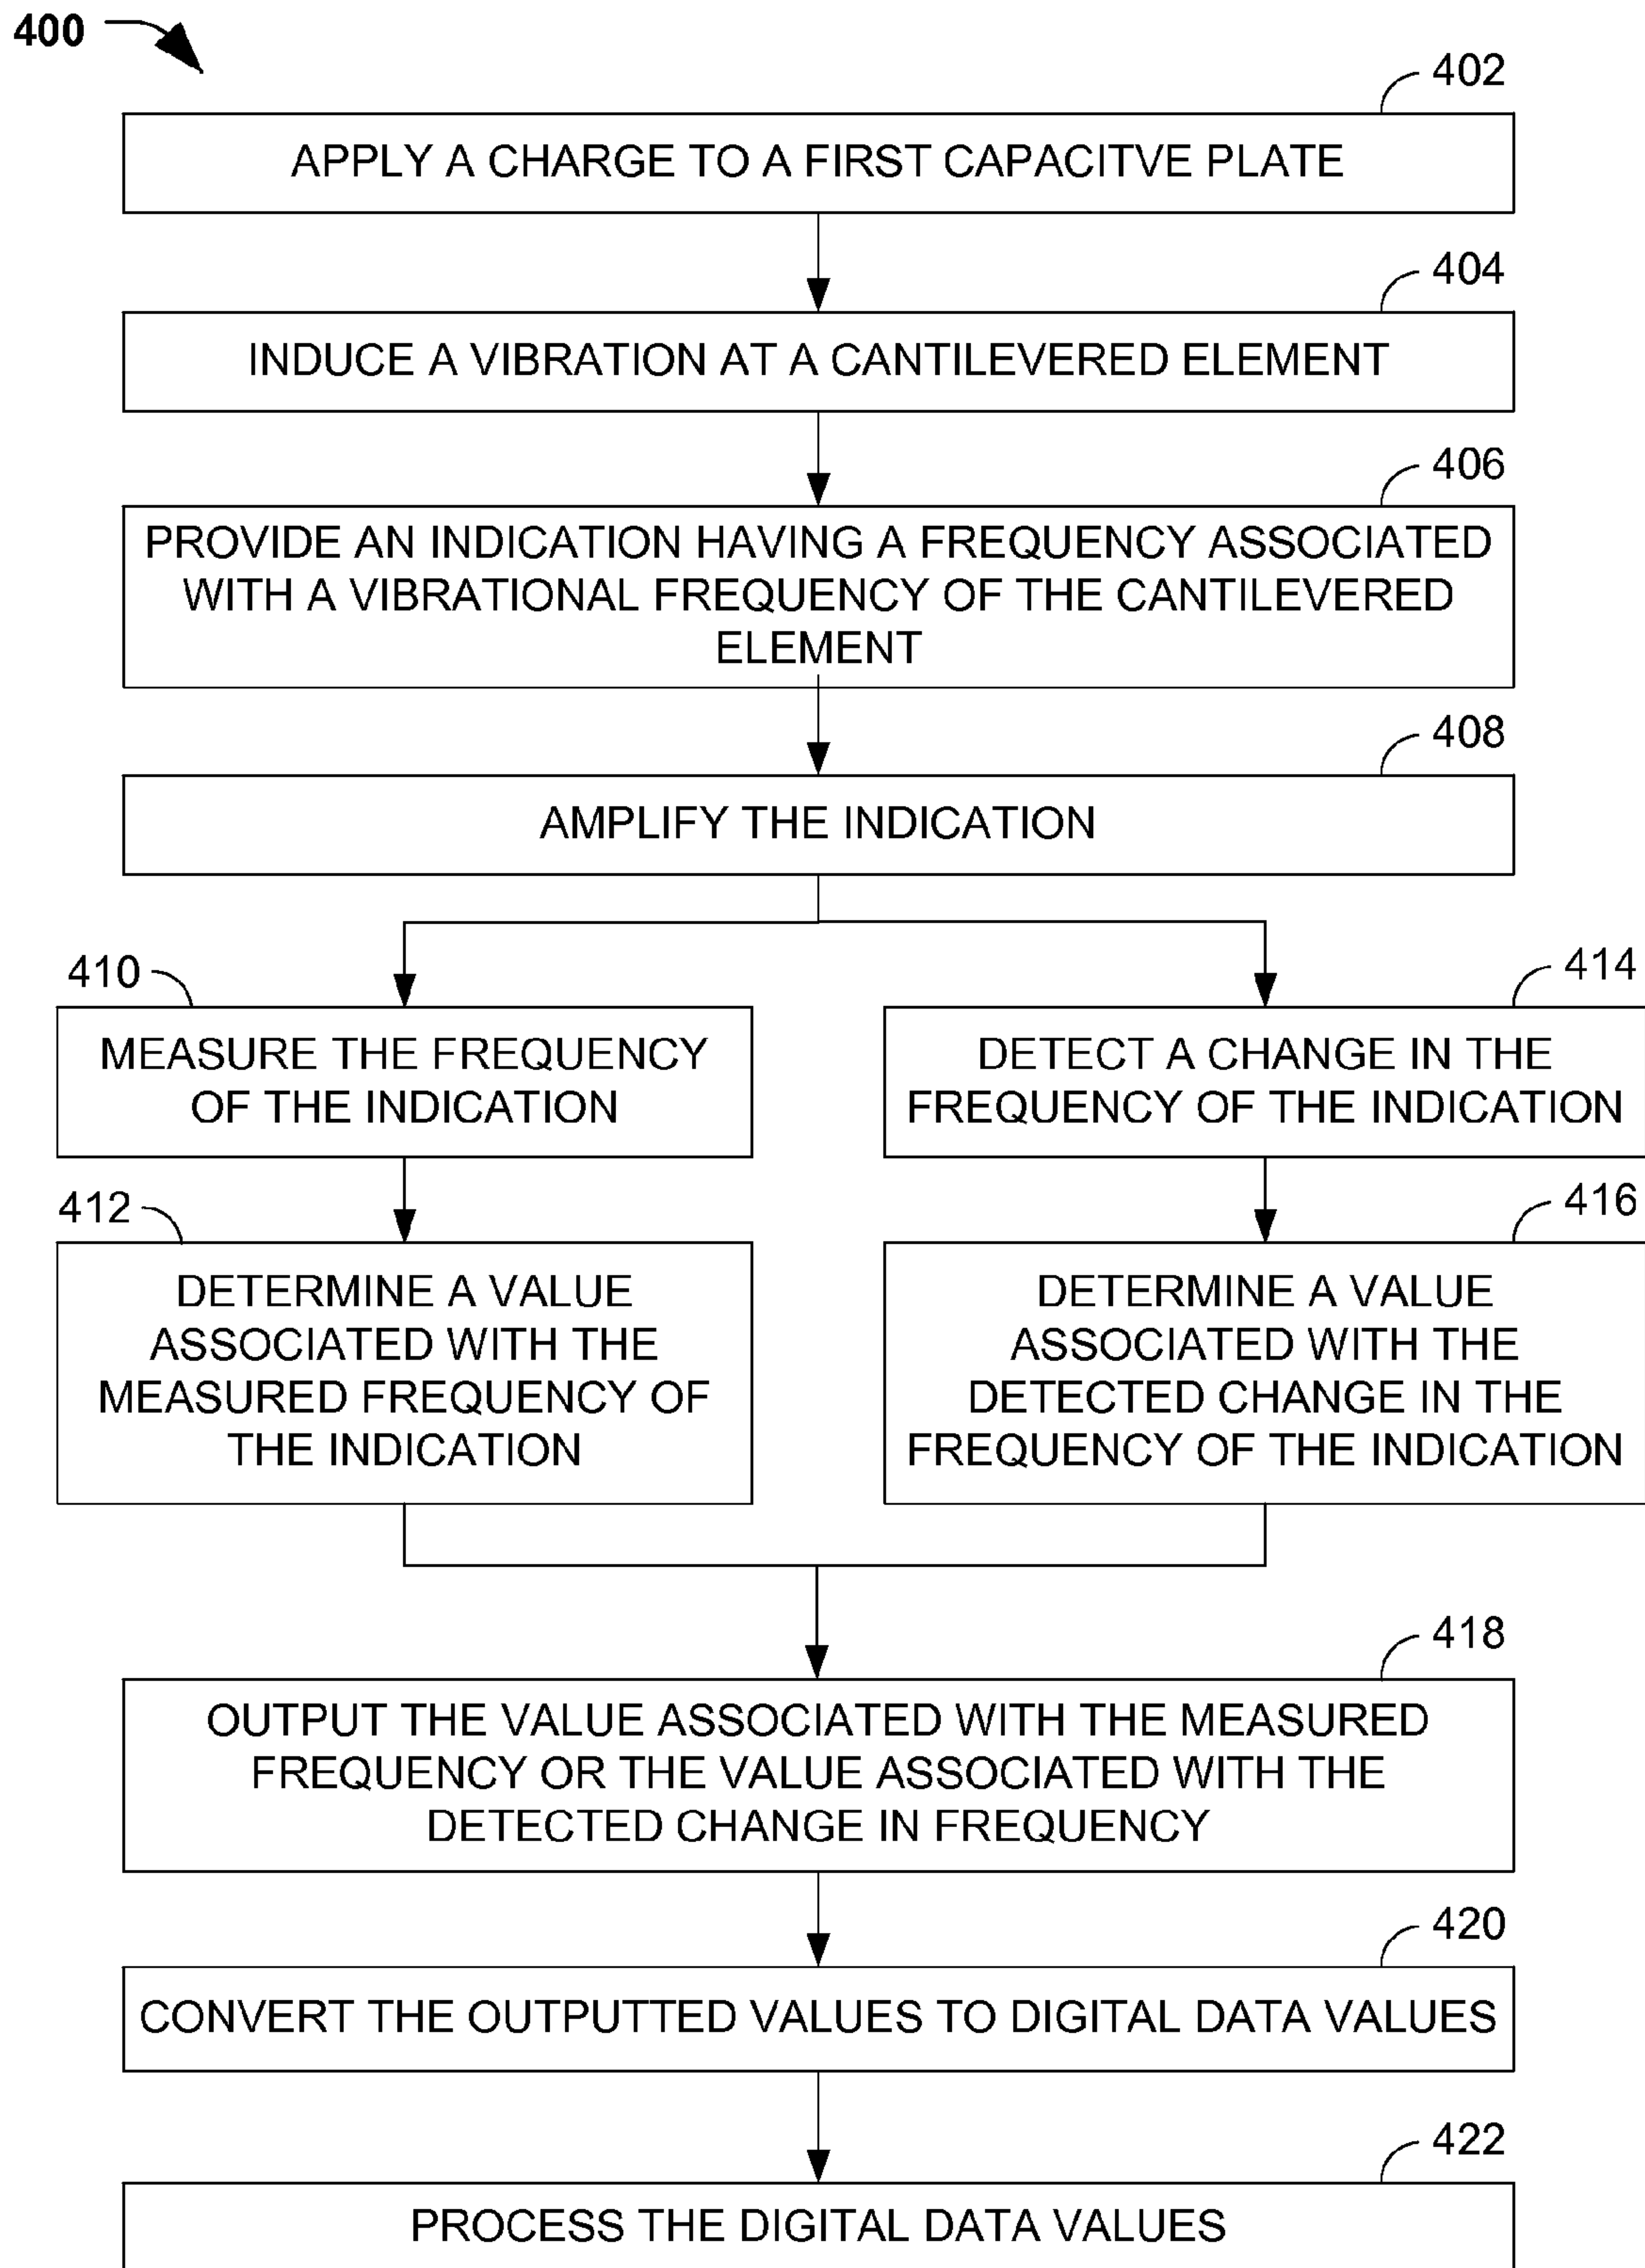 400
402
APPLY A CHARGE TO A FIRST CAPACITVE PLATE
404
INDUCE A VIBRATION AT A CANTILEVERED ELEMENT
406
PROVIDE AN INDICATION HAVING A FREQUENCY ASSOCIATED
WITH A VIBRATIONAL FREQUENCY OF THE CANTILEVERED
ELEMENT
408
AMPLIFY THE INDICATION
410
MEASURE THE FREQUENCY
OF THE INDICATION
412
DETERMINE A VALUE
ASSOCIATED WITH THE
MEASURED FREQUENCY OF
THE INDICATION
414
DETECT A CHANGE IN THE
FREQUENCY OF THE INDICATION
416
DETERMINE A VALUE
ASSOCIATED WITH THE
DETECTED CHANGE IN THE
FREQUENCY OF THE INDICATION
418
OUTPUT THE VALUE ASSOCIATED WITH THE MEASURED
FREQUENCY OR THE VALUE ASSOCIATED WITH THE
DETECTED CHANGE IN FREQUENCY
420
CONVERT THE OUTPUTTED VALUES TO DIGITAL DATA VALUES
422
PROCESS THE DIGITAL DATA VALUES